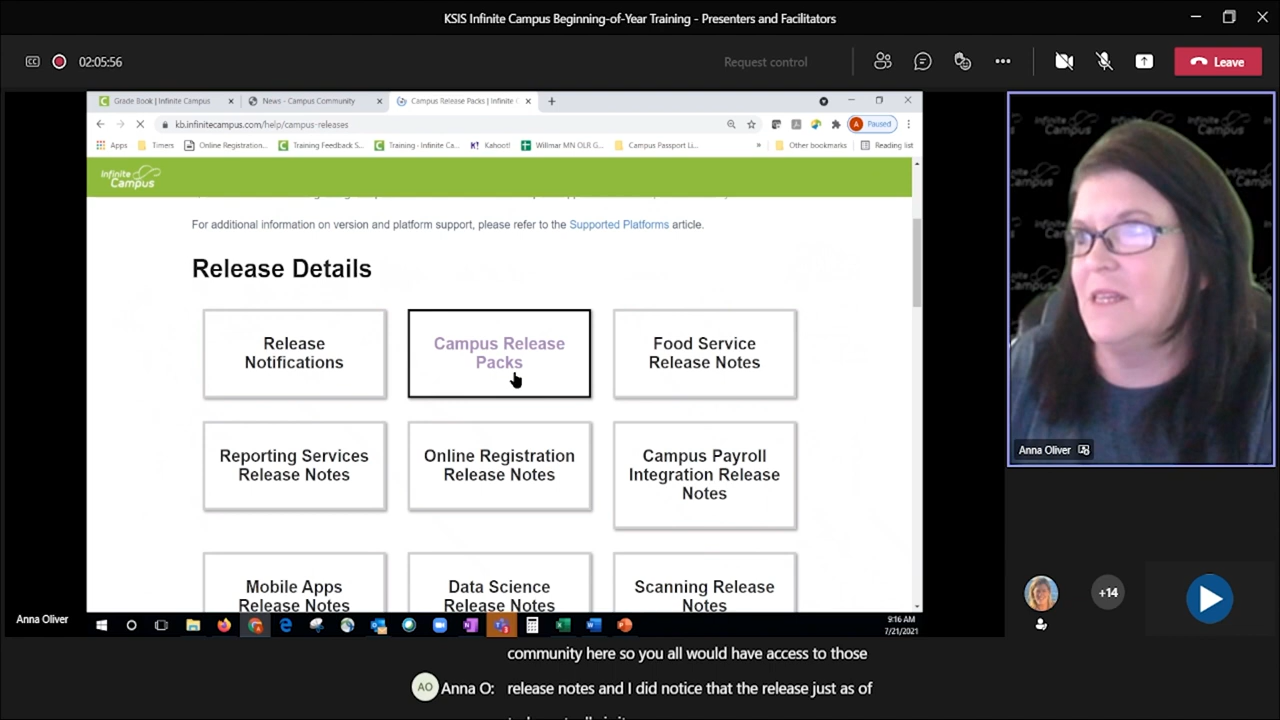 KSIS Infinite Campus Beginning-of-Year Training - Presenters and Facilitators
CC
02:05:56
Request control
Leave
Grade Book | Infinite Campus
News - Campus Community
Campus Release Packs | Infinite C
kb.infinitecampus.com/help/campus-releases
A Paused
Apps
Timers
Online Registration...
Training Feedback S...
Training - Infinite Ca...
Kahoot!
Willmar MN OLR G...
Campus Passport Li...
»
Other bookmarks
Reading list
Infinite Campus
For additional information on version and platform support, please refer to the Supported Platforms article.
Release Details
Release
Notifications
Campus Release
Packs
Food Service
Release Notes
Reporting Services
Release Notes
Online Registration
Release Notes
Campus Payroll
Integration Release
Notes
Mobile Apps
Release Notes
Data Science
Release Notes
Scanning Release
Notes
9:16 AM
7/21/2021
Anna Oliver
Anna Oliver
+14
community here so you all would have access to those
AO Anna O: release notes and I did notice that the release just as of